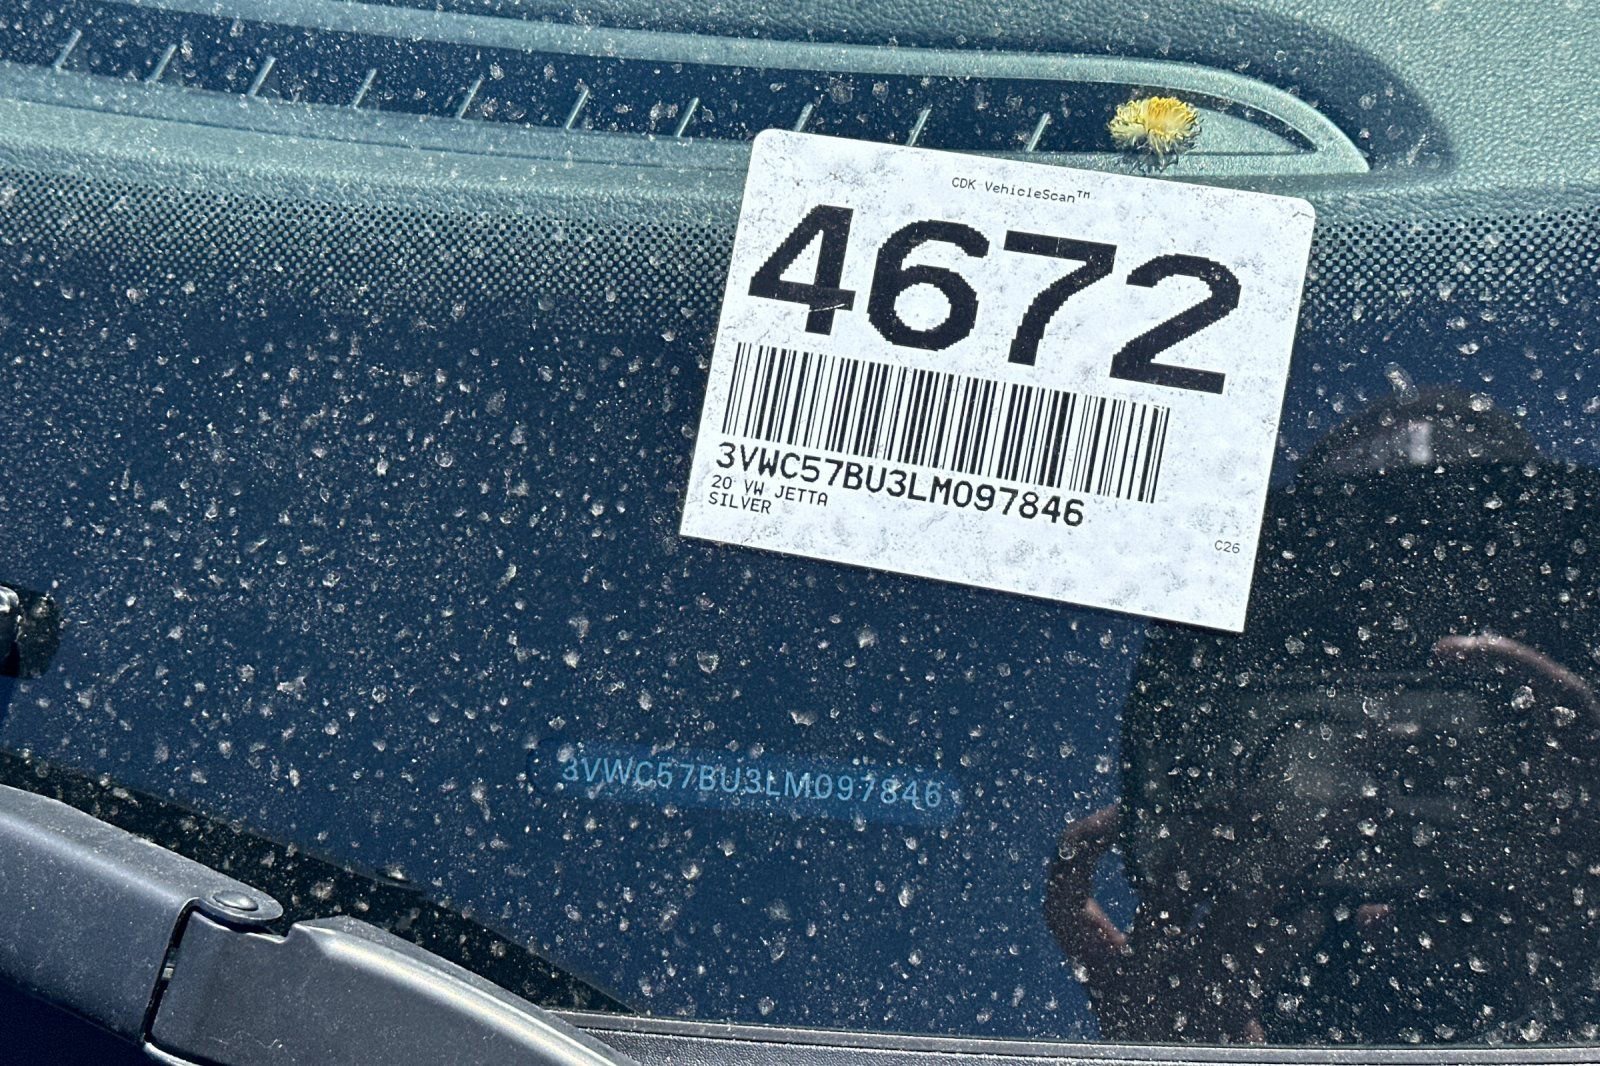 CDK VehicleScan™
4672
3VWC57BU3LM097846
20 VW JETTA
SILVER
C26
3VWC57BU3LM097846